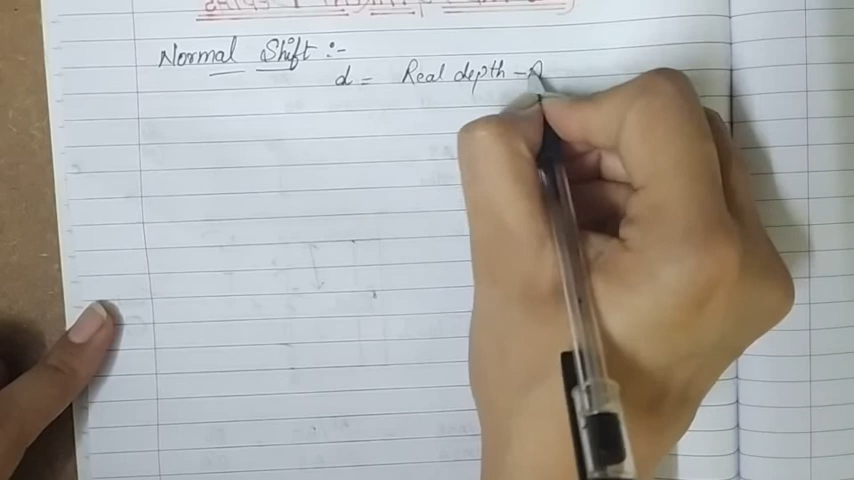 Normal Shift :-
d = Real depth - A